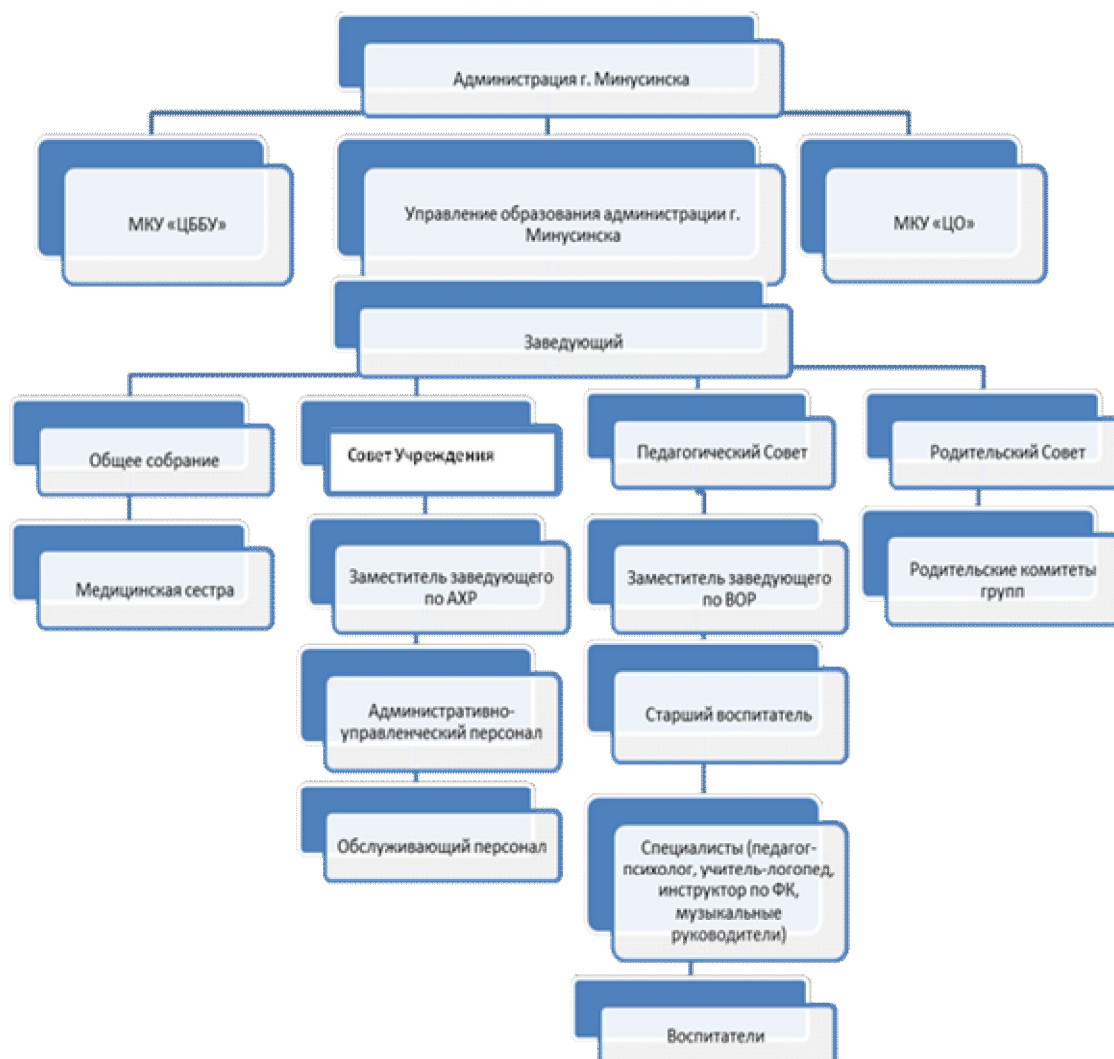 Администрация г. Минусинска
МКУ «ЦББУ»
Управление образования администрации г.
Минусинска
МКУ «ЦО»
Заведующий
Общее собрание
Совет Учреждения
Педагогический Совет
Родительский Совет
Медицинская сестра
Заместитель заведующего
по АХР
Заместитель заведующего
по ВОР
Родительские комитеты
групп
Административно-
управленческий персонал
Старший воспитатель
Обслуживающий персонал
Специалисты (педагог-
психолог, учитель-логопед,
инструктор по ФК,
музыкальные
руководители)
Воспитатели